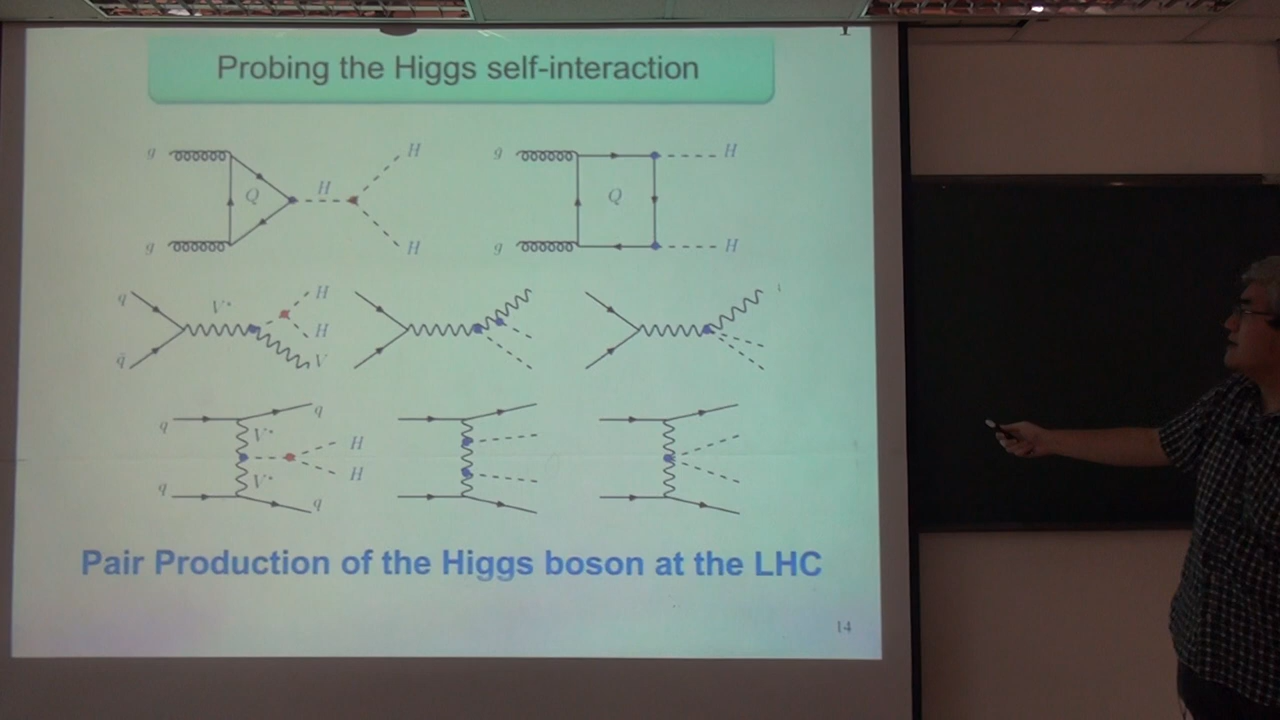 Probing the Higgs self-interaction
g Q H H H g
g Q H H g
q V* H H V q̄
q V* V* H H q q
Pair Production of the Higgs boson at the LHC
14